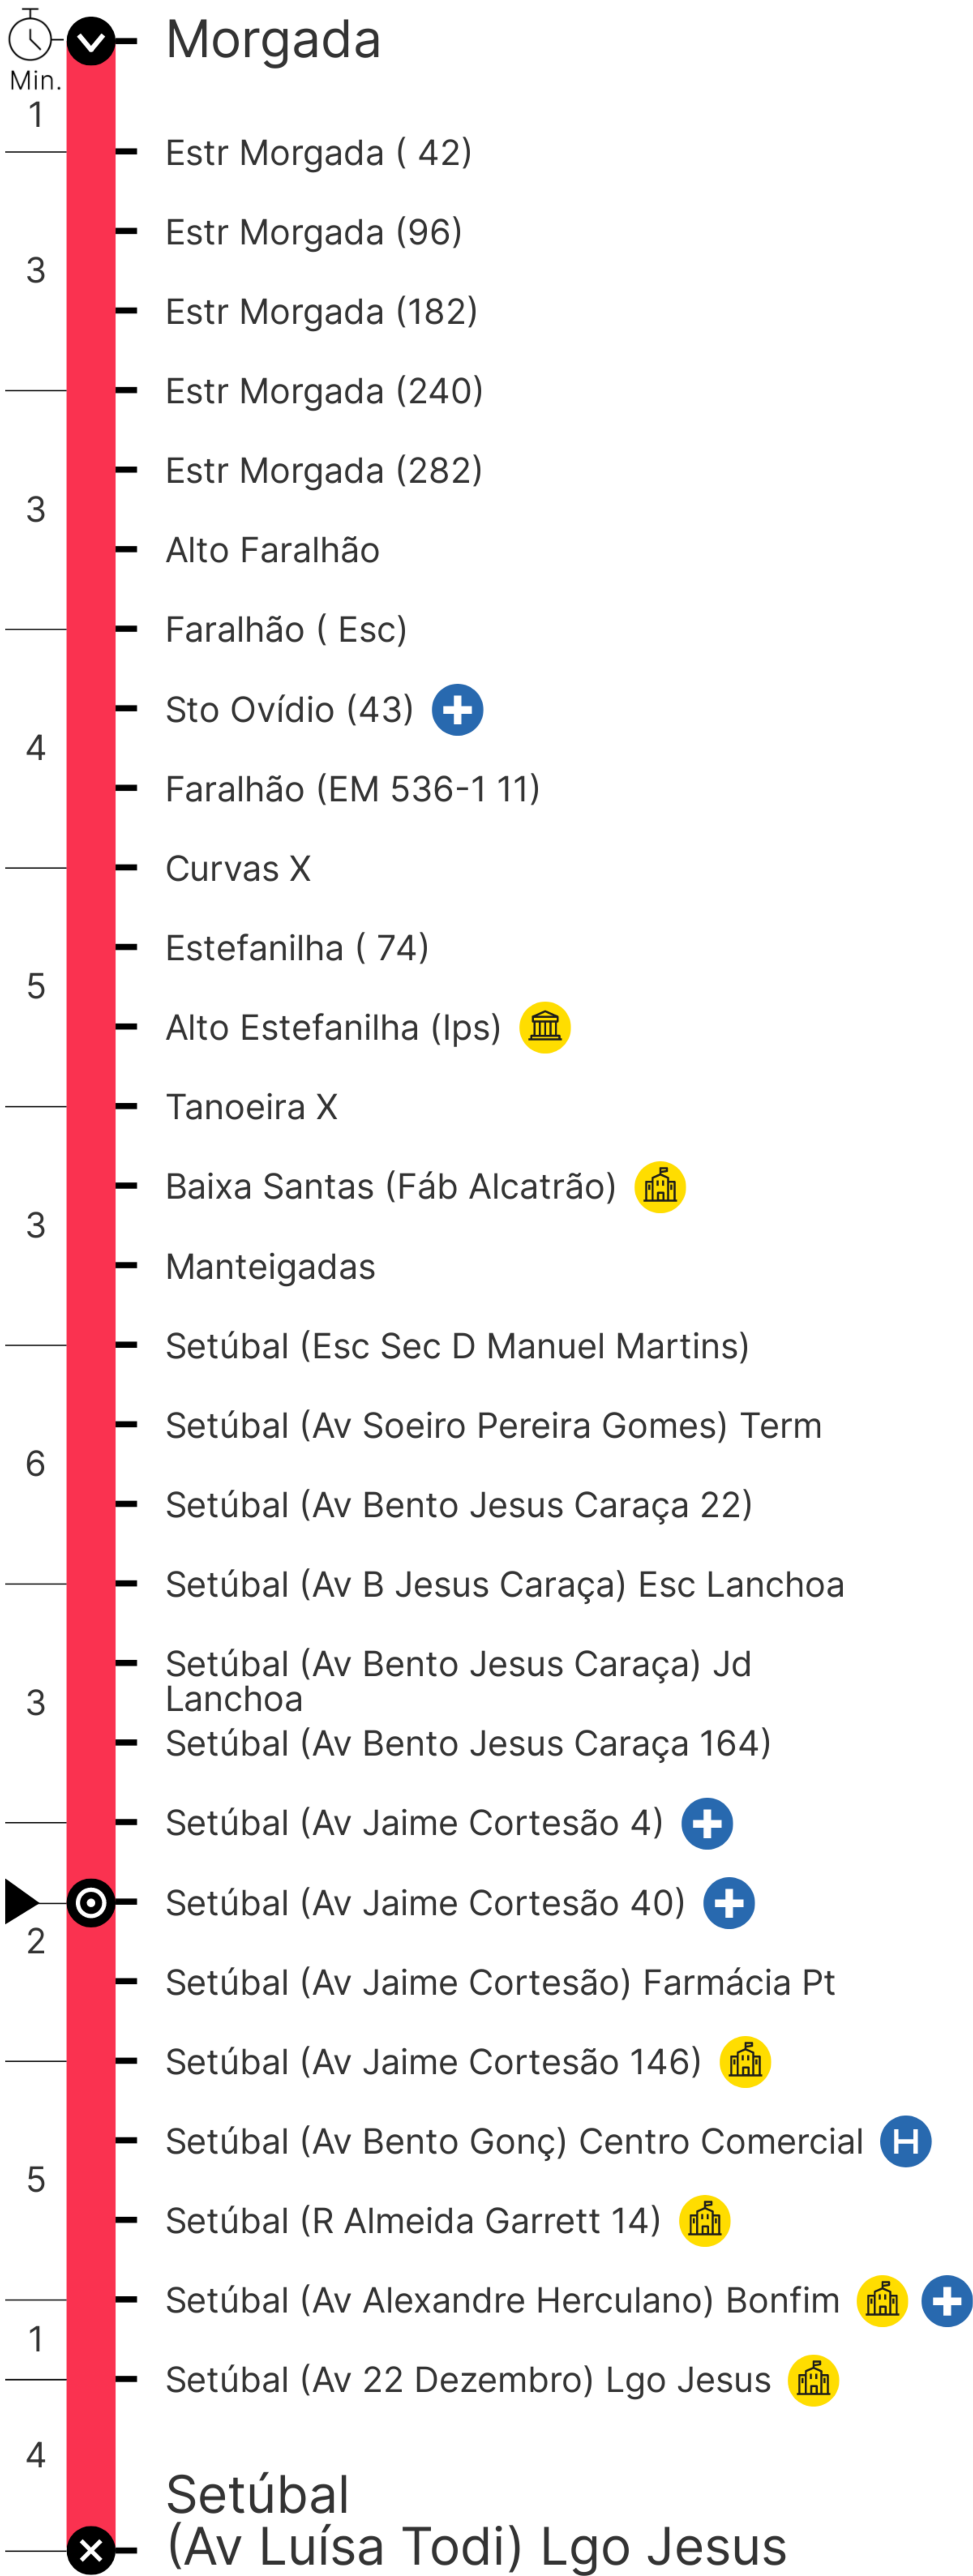 Morgada
Min.
1
Estr Morgada ( 42)
Estr Morgada (96)
3
Estr Morgada (182)
Estr Morgada (240)
Estr Morgada (282)
3
Alto Faralhão
Faralhão ( Esc)
Sto Ovídio (43)
4
Faralhão (EM 536-1 11)
Curvas X
Estefanilha ( 74)
5
Alto Estefanilha (Ips)
Tanoeira X
Baixa Santas (Fáb Alcatrão)
3
Manteigadas
Setúbal (Esc Sec D Manuel Martins)
Setúbal (Av Soeiro Pereira Gomes) Term
6
Setúbal (Av Bento Jesus Caraça 22)
Setúbal (Av B Jesus Caraça) Esc Lanchoa
Setúbal (Av Bento Jesus Caraça) Jd
Lanchoa
3
Setúbal (Av Bento Jesus Caraça 164)
Setúbal (Av Jaime Cortesão 4)
Setúbal (Av Jaime Cortesão 40)
2
Setúbal (Av Jaime Cortesão) Farmácia Pt
Setúbal (Av Jaime Cortesão 146)
Setúbal (Av Bento Gonç) Centro Comercial H
5
Setúbal (R Almeida Garrett 14)
Setúbal (Av Alexandre Herculano) Bonfim
1
Setúbal (Av 22 Dezembro) Lgo Jesus
4
Setúbal
(Av Luísa Todi) Lgo Jesus